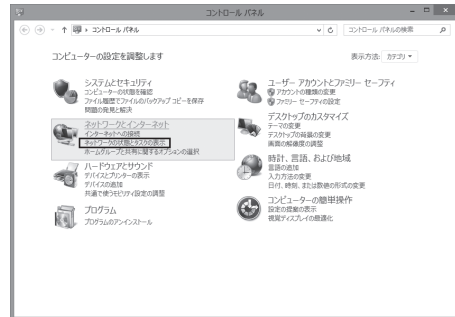 コントロール パネル
コントロール パネル
コントロール パネルの検索
コンピューターの設定を調整します
表示方法: カテゴリ
システムとセキュリティ
コンピューターの状態を確認
ファイル履歴でファイルのバックアップ コピーを保存
問題の発見と解決
ネットワークとインターネット
インターネットへの接続
ネットワークの状態とタスクの表示
ホームグループと共有に関するオプションの選択
ハードウェアとサウンド
デバイスとプリンターの表示
デバイスの追加
共通で使うモビリティ設定の調整
プログラム
プログラムのアンインストール
ユーザー アカウントとファミリー セーフティ
アカウントの種類の変更
ファミリー セーフティの設定
デスクトップのカスタマイズ
テーマの変更
デスクトップの背景の変更
画面の解像度の調整
時計、言語、および地域
言語の追加
入力方法の変更
日付、時刻、または数値の形式の変更
コンピューターの簡単操作
設定の提案の表示
視覚ディスプレイの最適化